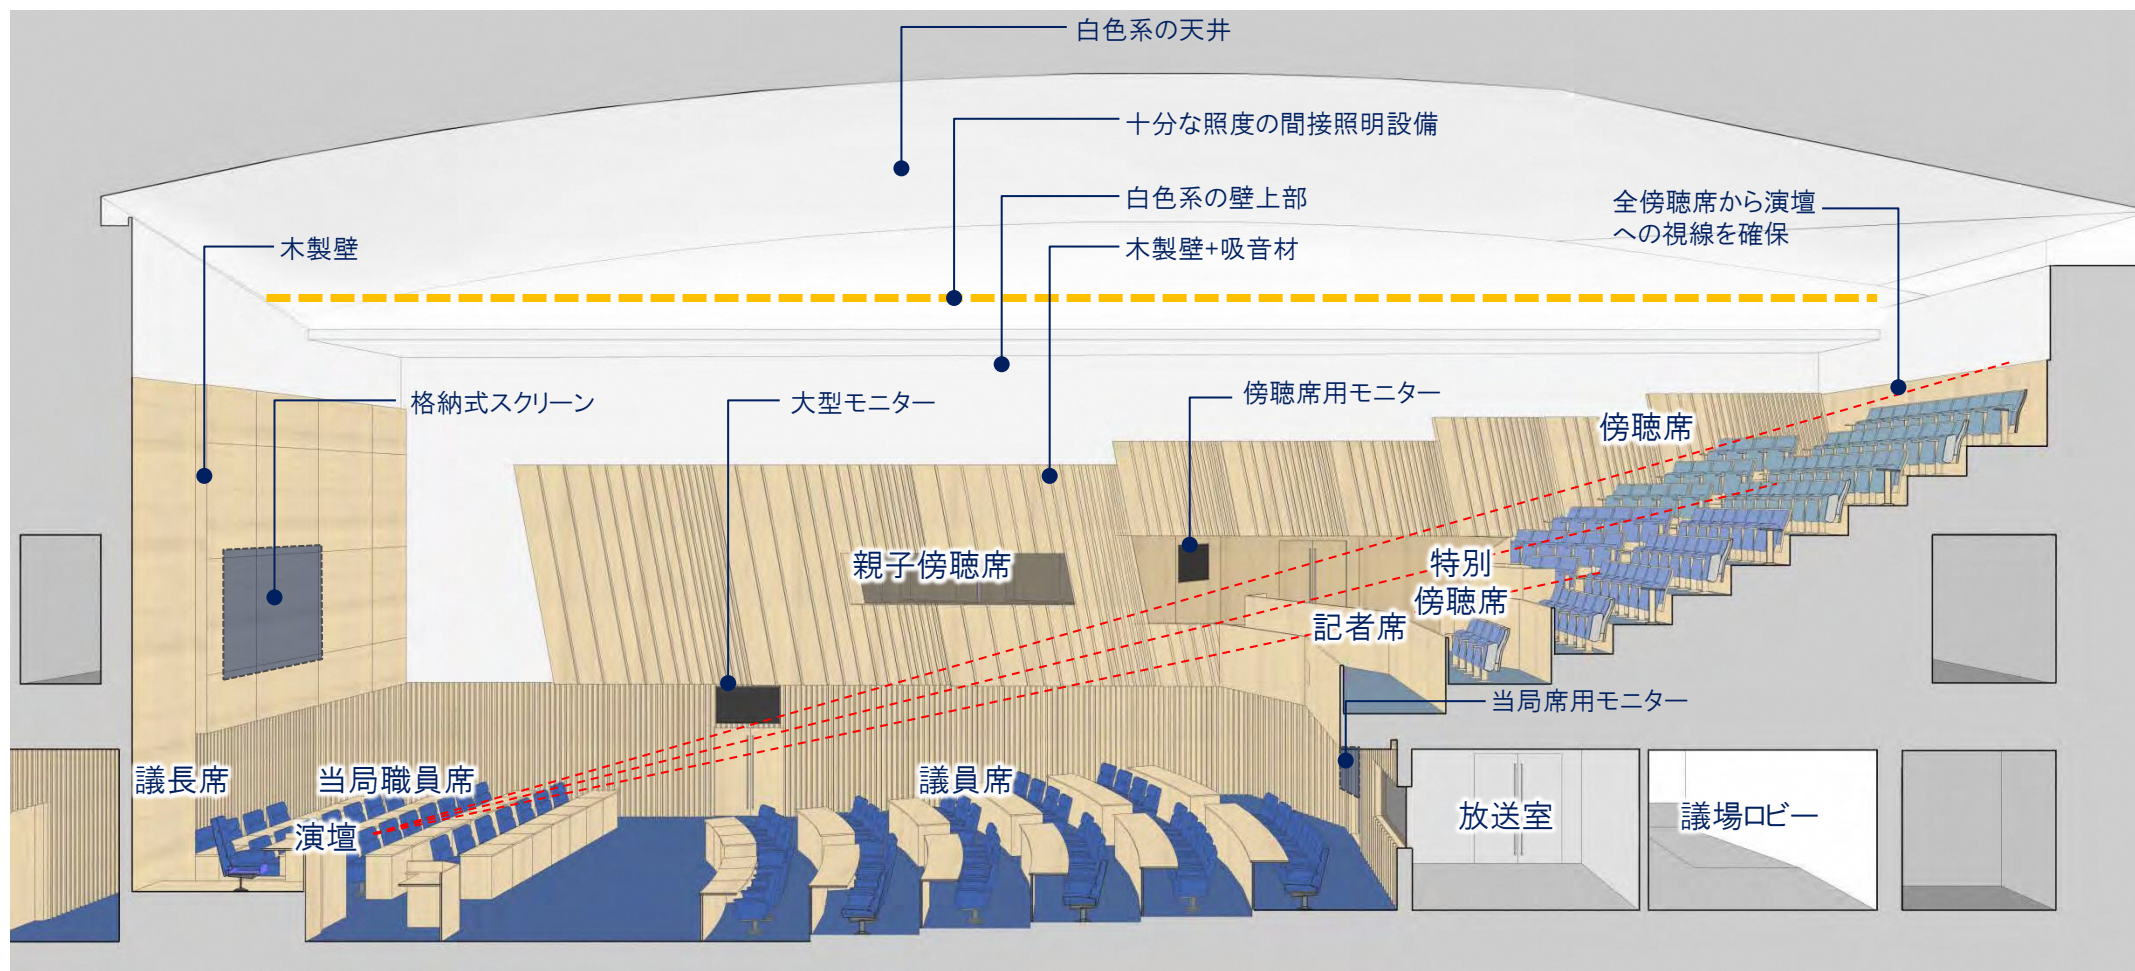 白色系の天井
十分な照度の間接照明設備
白色系の壁上部
全傍聴席から演壇
への視線を確保
木製壁
木製壁+吸音材
格納式スクリーン
大型モニター
傍聴席用モニター
傍聴席
親子傍聴席
特別
傍聴席
記者席
当局席用モニター
議長席
当局職員席
議員席
演壇
放送室
議場ロビー